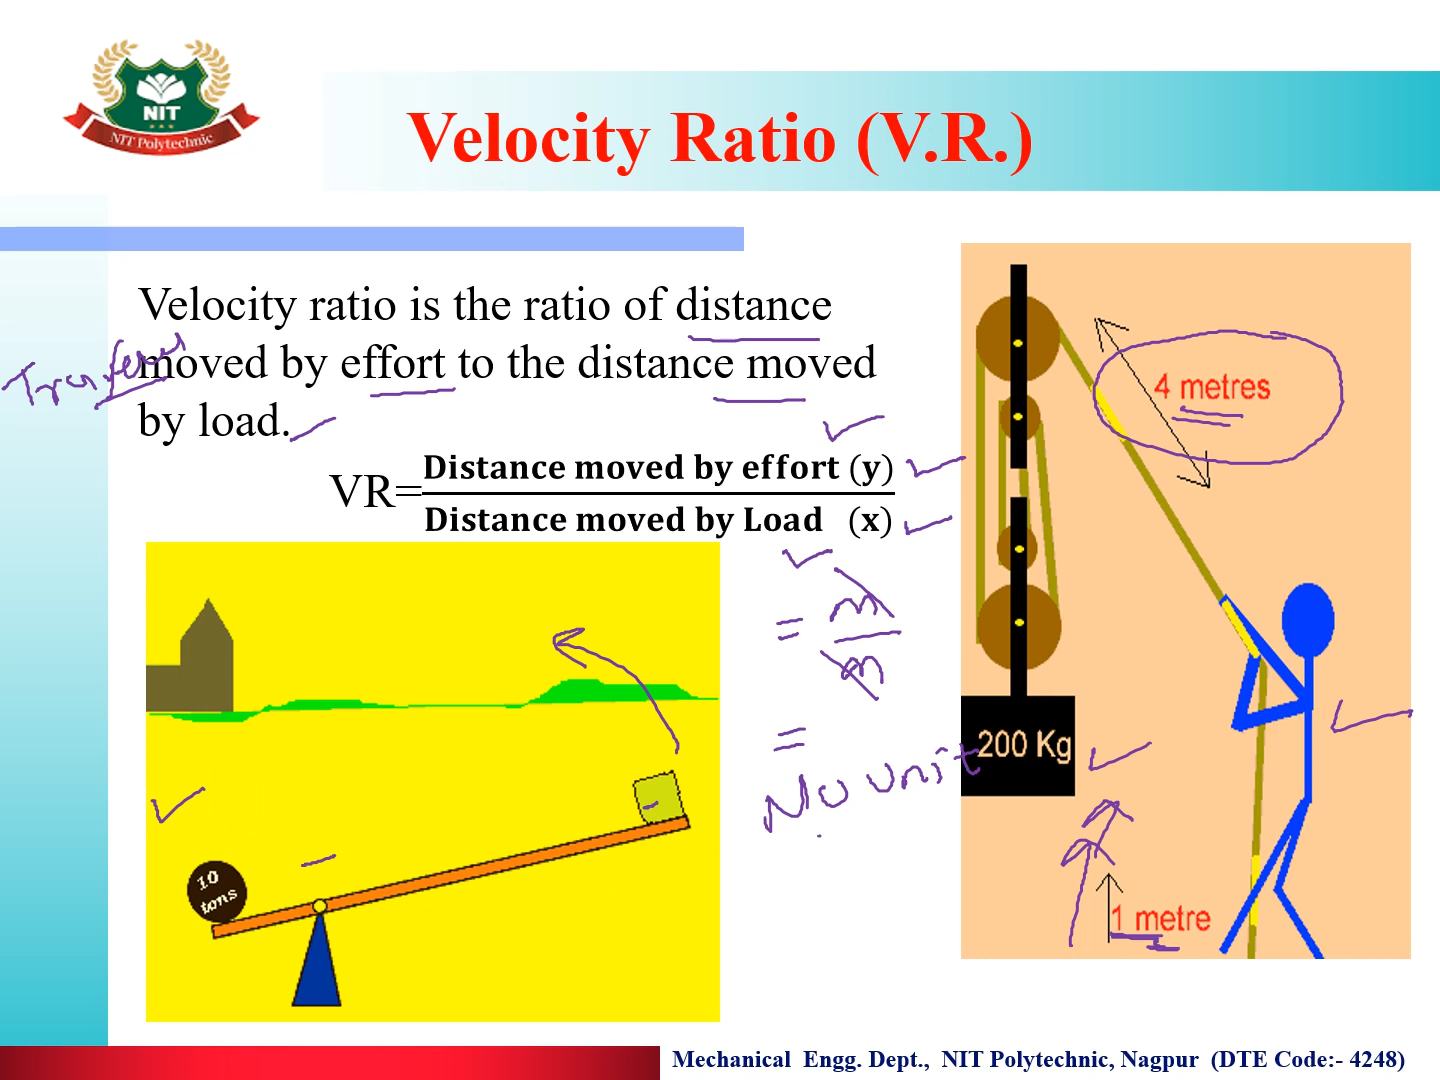 NIT
NIT Polytechnic
Velocity Ratio (V.R.)
Velocity ratio is the ratio of distance
moved by effort to the distance moved
by load.
VR=Distance moved by effort (y)
Distance moved by Load (x)
= m
m
=
No unit
10
tons
4 metres
200 Kg
1 metre
Mechanical Engg. Dept., NIT Polytechnic, Nagpur (DTE Code:- 4248)